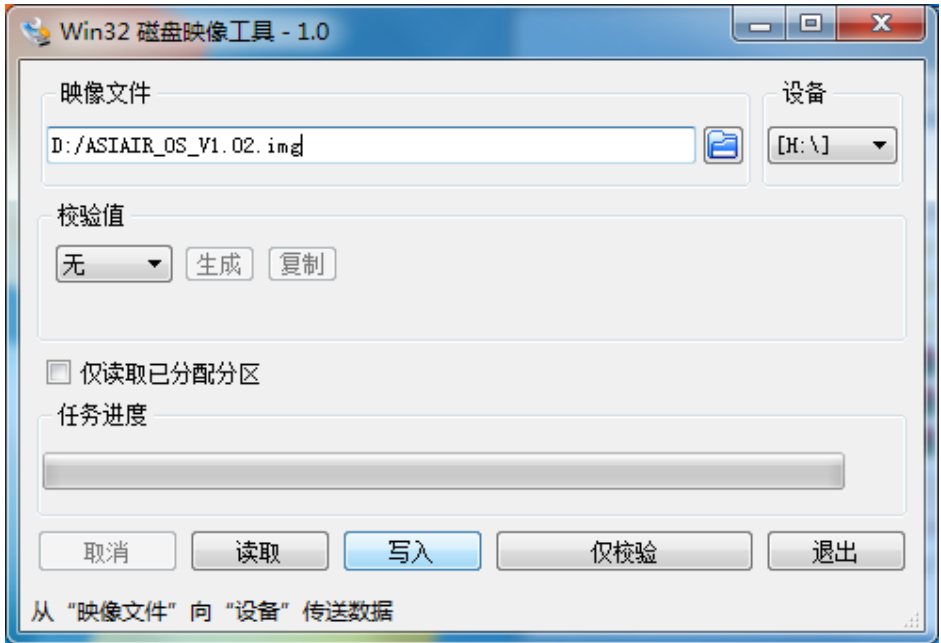 Win32 磁盘映像工具 - 1.0
映像文件
设备
D:/ASIAIR_OS_V1.02.img
[H:\]
校验值
无 生成 复制
仅读取已分配分区
任务进度
取消 读取 写入 仅校验 退出
从 “映像文件” 向 “设备” 传送数据